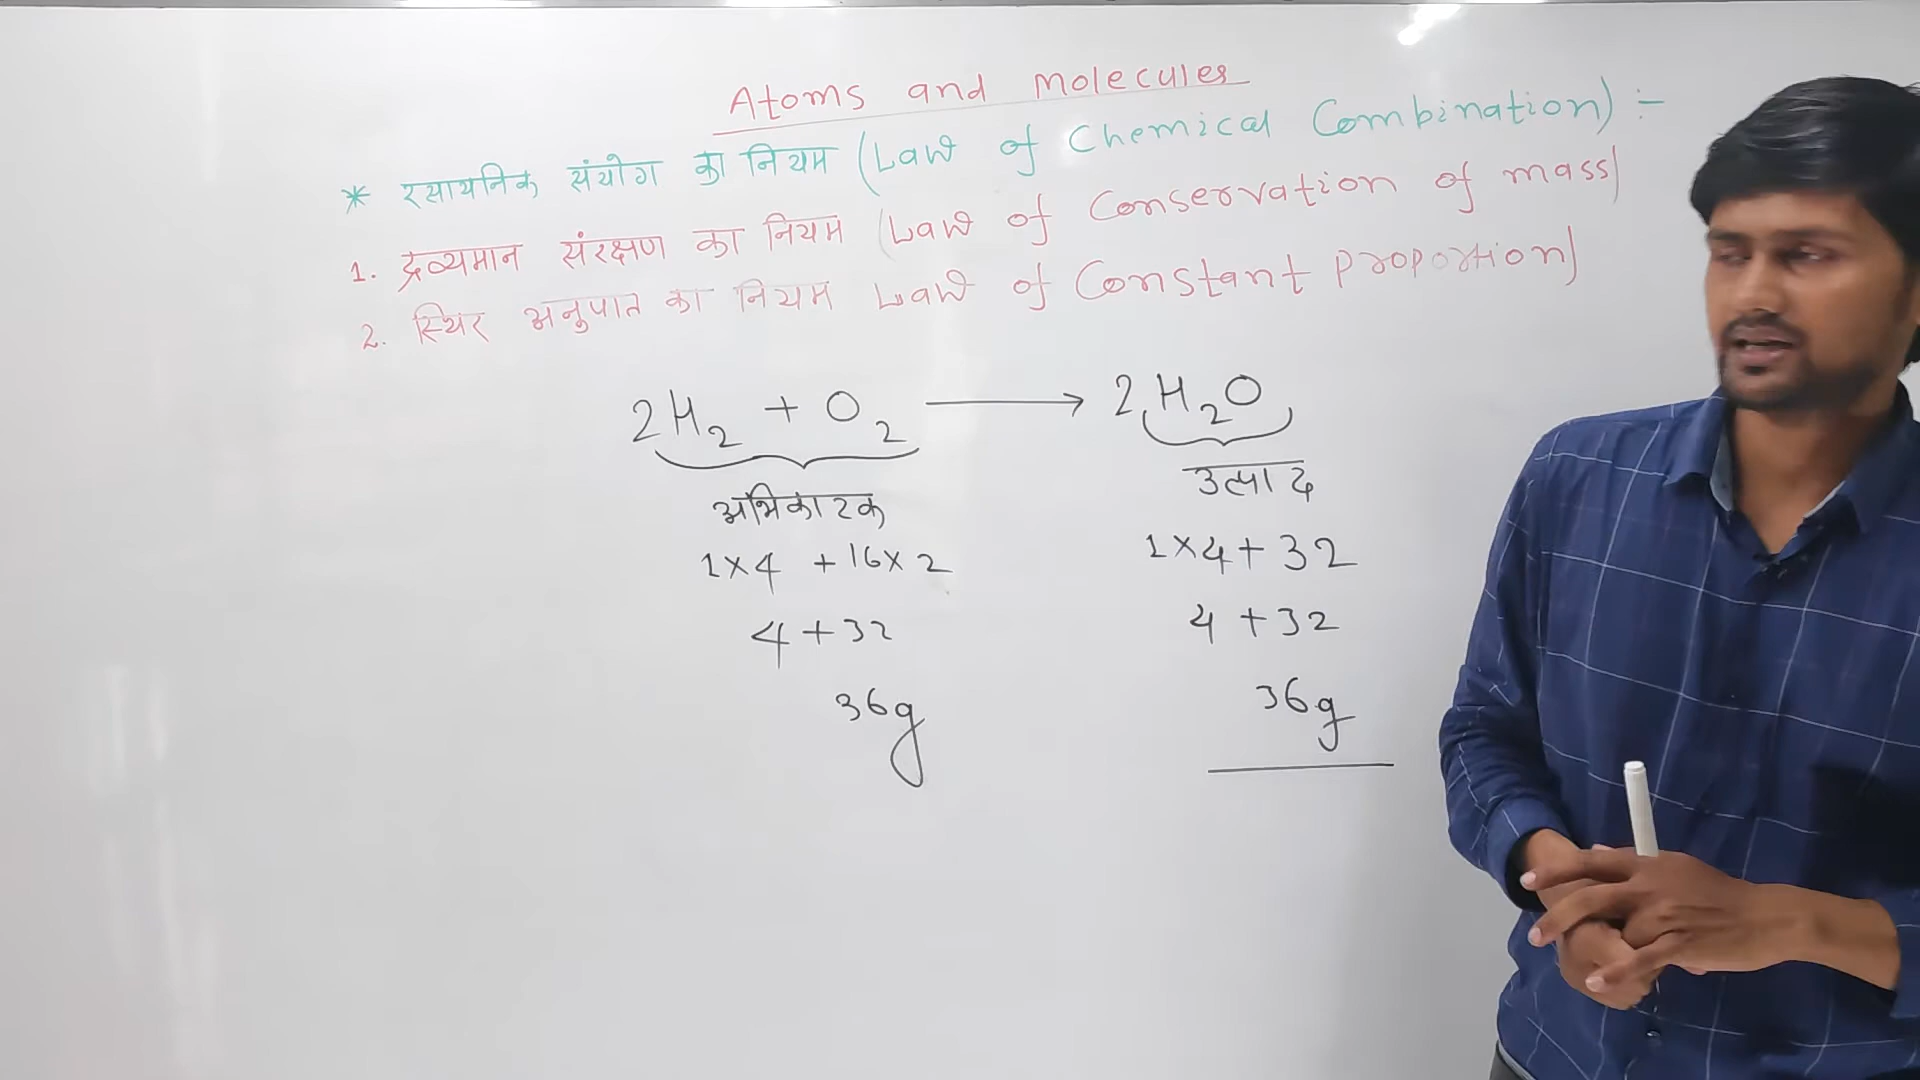 Atoms and Molecules
* रसायनिक संयोग का नियम (Law of Chemical Combination) :-
1. द्रव्यमान संरक्षण का नियम (Law of Conservation of mass)
2. स्थिर अनुपात का नियम Law of Constant proportion)
2H₂ + O₂ ⟶ 2H₂O
अभिकारक उत्पाद
1×4 + 16×2 1×4 + 32
4 + 32 4 + 32
36g 36g